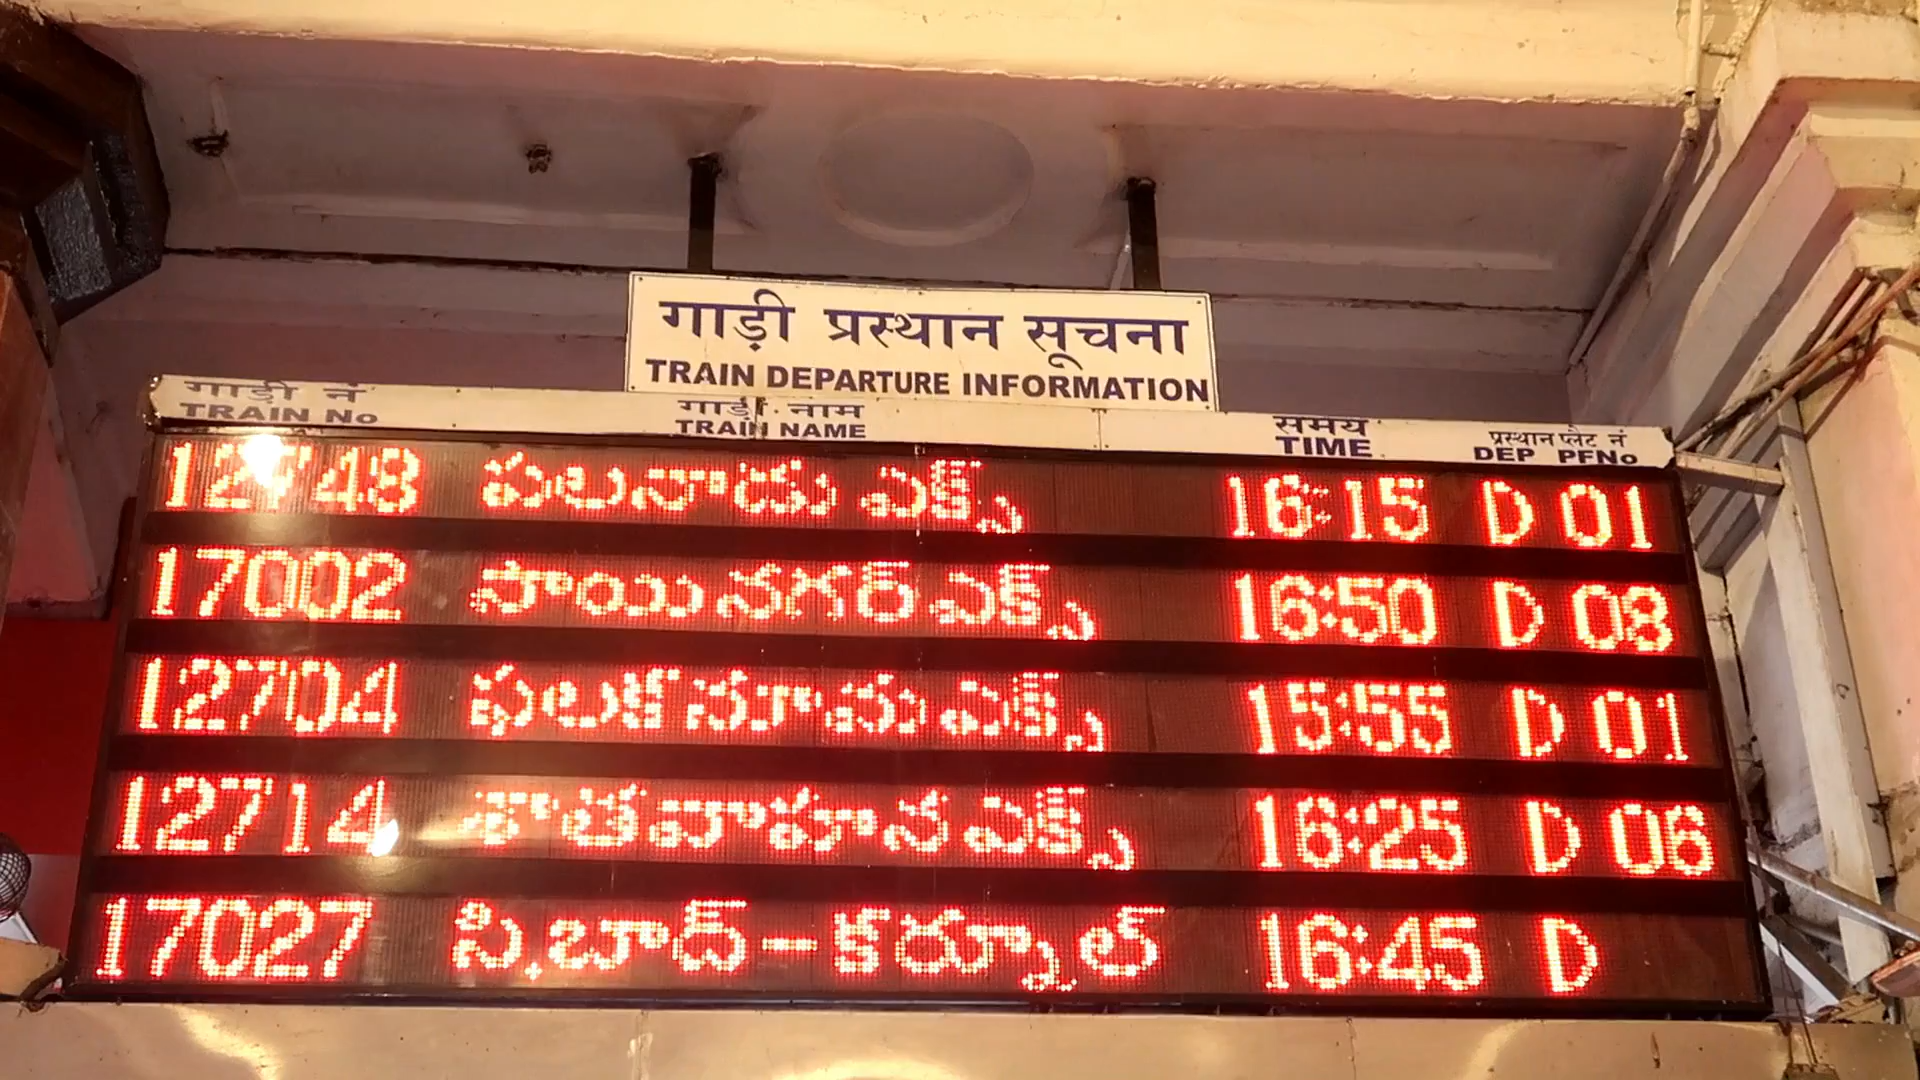 गाड़ी प्रस्थान सूचना
TRAIN DEPARTURE INFORMATION
गाड़ी नं गाड़ी नाम समय प्रस्थान प्लैट नं
TRAIN No TRAIN NAME TIME DEP PFNo
12748 పలనాడు ఎక్స్ 16:15 D 01
17002 సాయినగర్ ఎక్స్ 16:50 D 08
12704 ఫలక్‌నూమ ఎక్స్ 15:55 D 01
12714 శాతవాహన ఎక్స్ 16:25 D 06
17027 సి.బాద్-కర్నూల్ 16:45 D